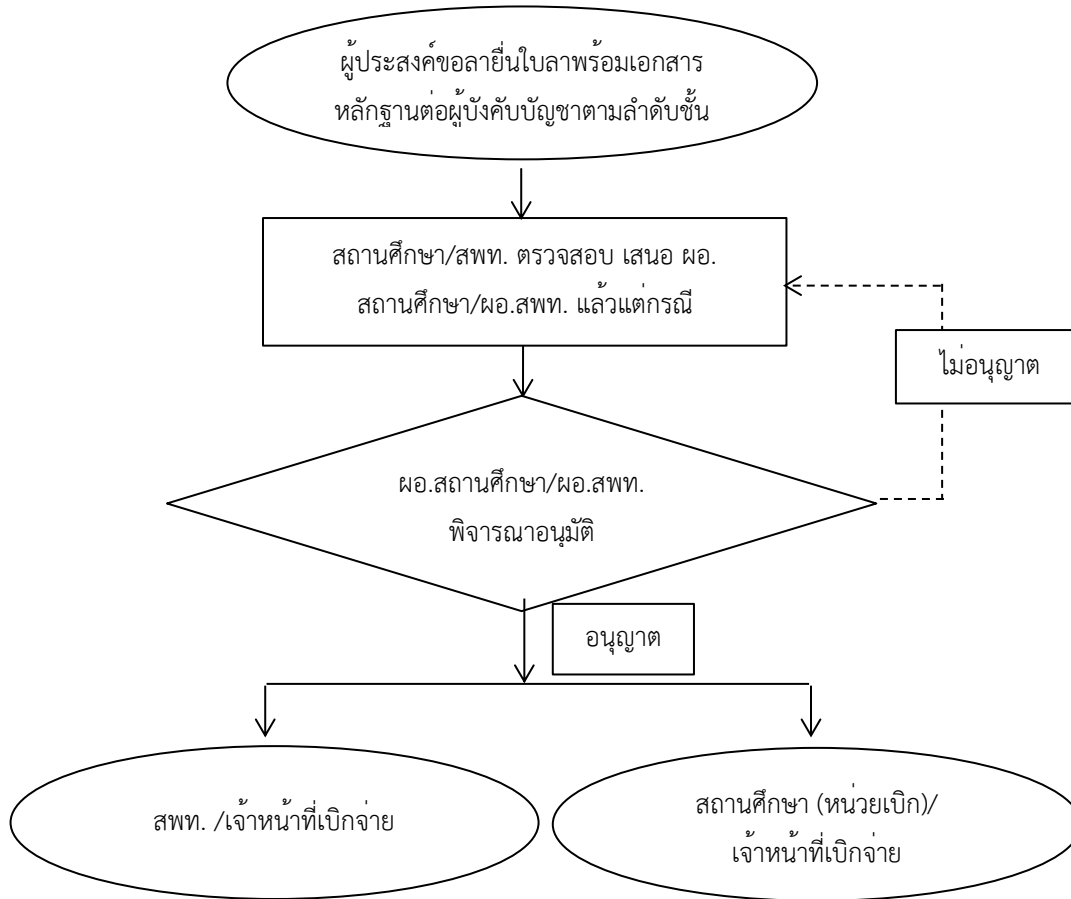 ผู้ประสงค์ขอลายื่นใบลาพร้อมเอกสาร
หลักฐานต่อผู้บังคับบัญชาตามลำดับชั้น
สถานศึกษา/สพท. ตรวจสอบ เสนอ ผอ.
สถานศึกษา/ผอ.สพท. แล้วแต่กรณี
ไม่อนุญาต
ผอ.สถานศึกษา/ผอ.สพท.
พิจารณาอนุมัติ
อนุญาต
สพท. /เจ้าหน้าที่เบิกจ่าย
สถานศึกษา (หน่วยเบิก)/
เจ้าหน้าที่เบิกจ่าย